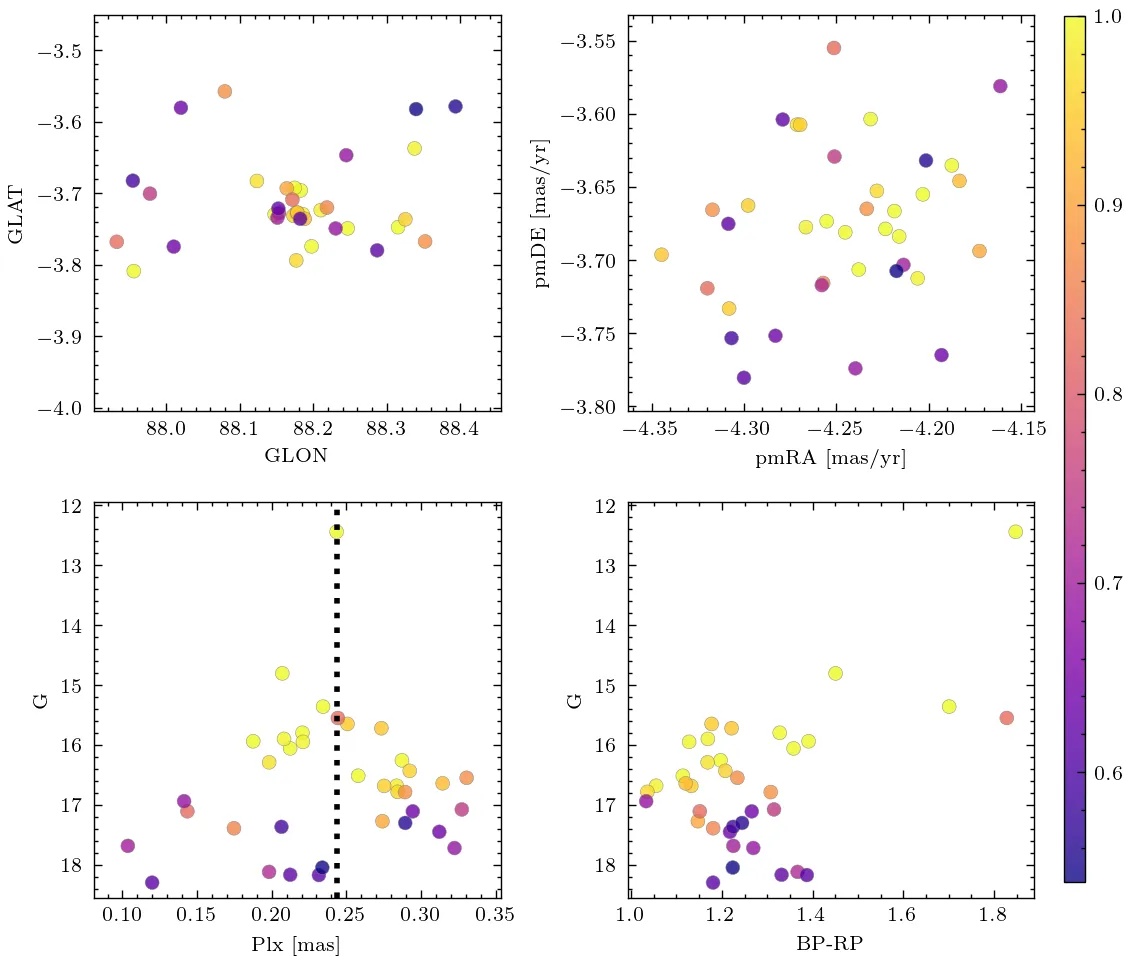 −3.5
−3.6
−3.7
−3.8
−3.9
−4.0
GLAT
88.0 88.1 88.2 88.3 88.4
GLON
−3.55
−3.60
−3.65
−3.70
−3.75
−3.80
pmDE [mas/yr]
−4.35 −4.30 −4.25 −4.20 −4.15
pmRA [mas/yr]
1.0
0.9
0.8
0.7
0.6
12
13
14
15
16
17
18
G
0.10 0.15 0.20 0.25 0.30 0.35
Plx [mas]
12
13
14
15
16
17
18
G
1.0 1.2 1.4 1.6 1.8
BP-RP